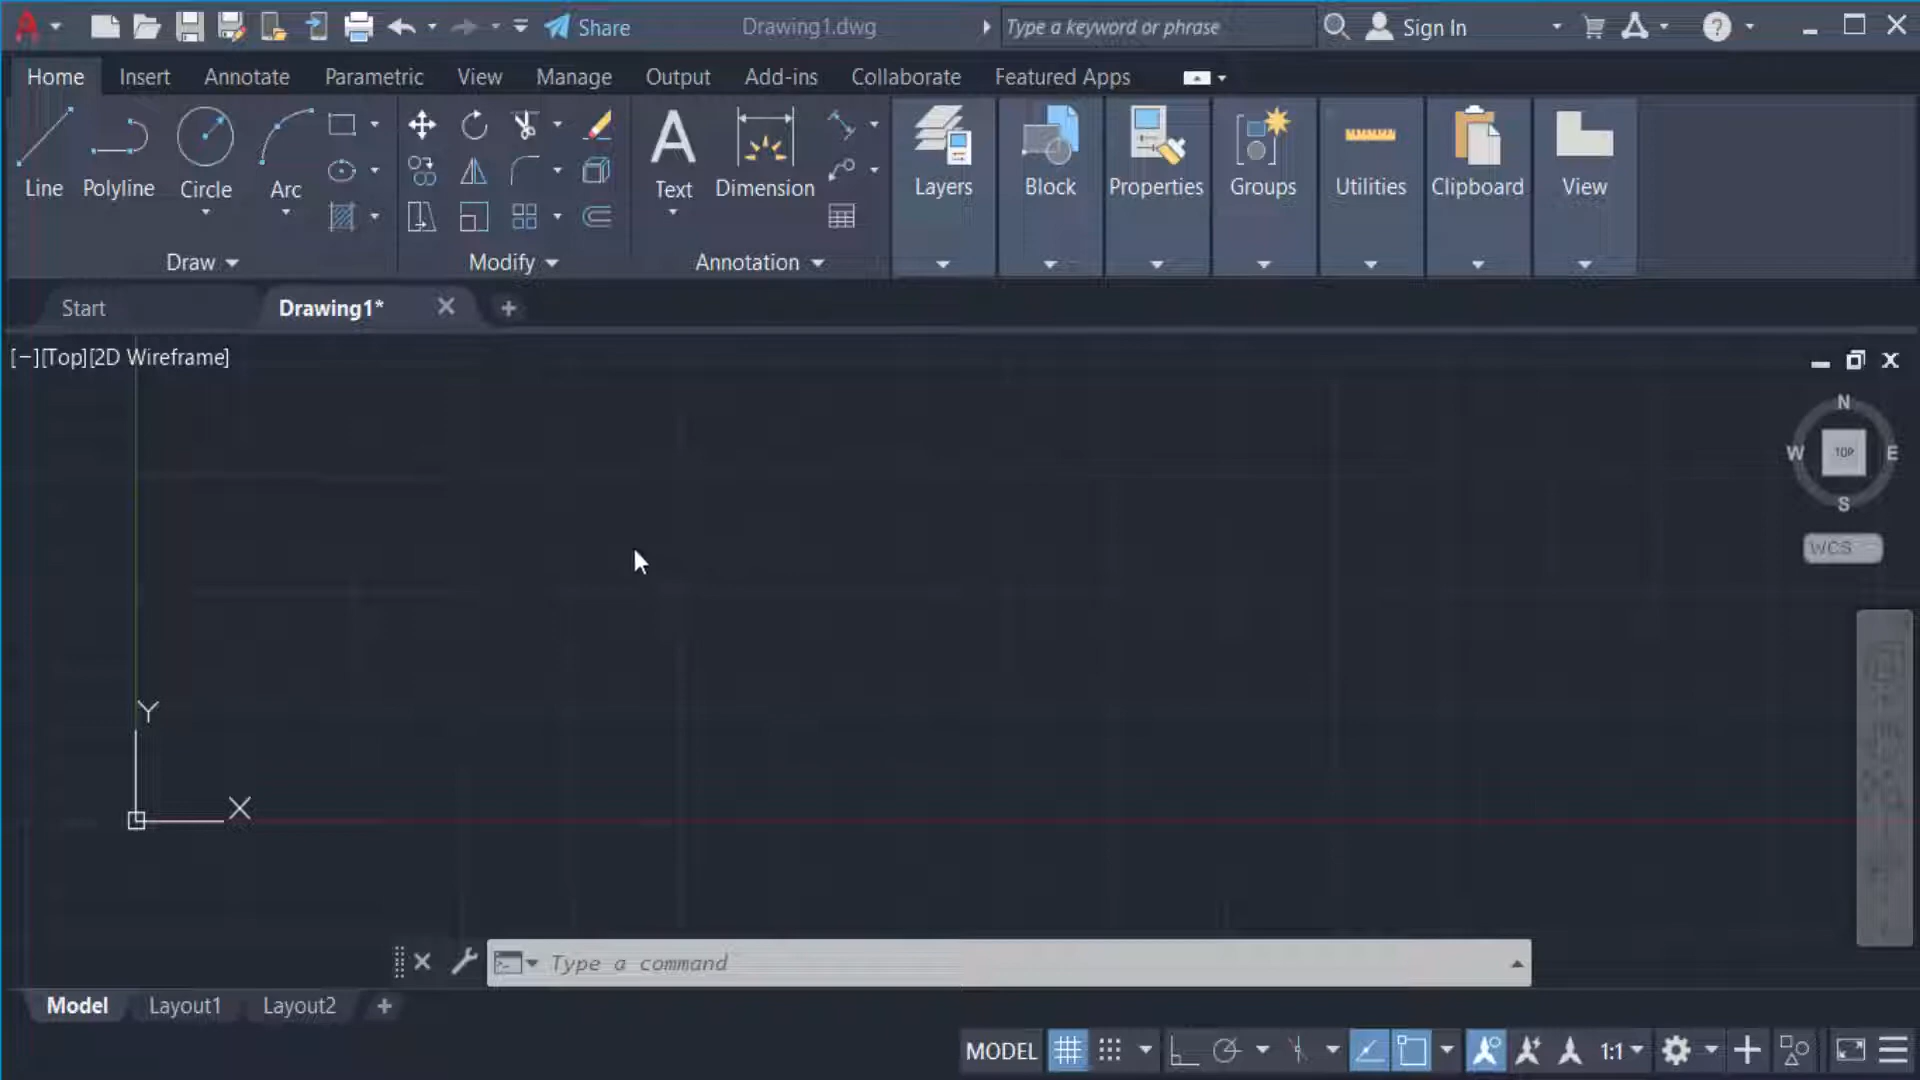 Share Drawing1.dwg Type a keyword or phrase Sign In
Home Insert Annotate Parametric View Manage Output Add-ins Collaborate Featured Apps
Line Polyline Circle Arc Text Dimension Layers Block Properties Groups Utilities Clipboard View
Draw Modify Annotation
Start Drawing1*
[−][Top][2D Wireframe]
N
W TOP E
S
WCS
Y
X
Type a command
Model Layout1 Layout2
MODEL 1:1